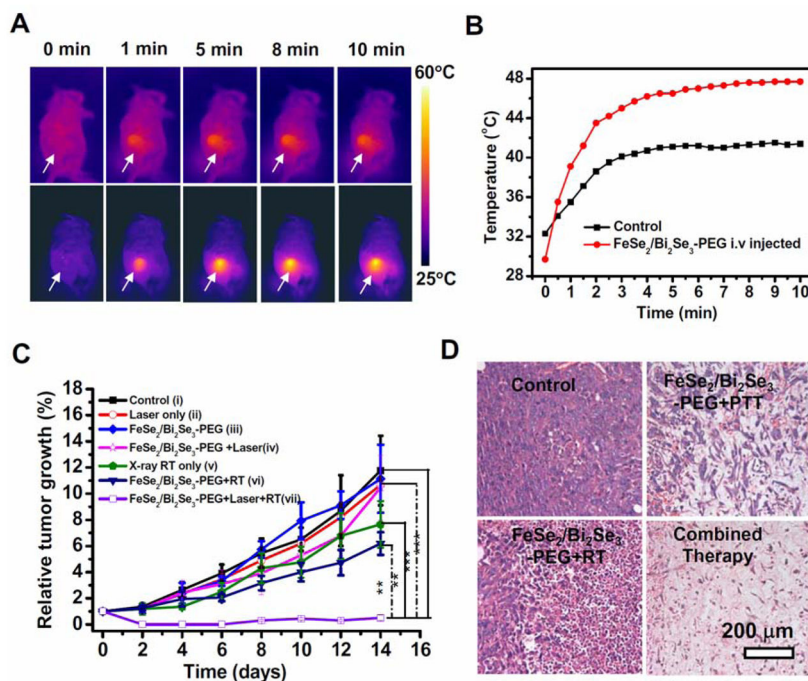 A
0 min 1 min 5 min 8 min 10 min
60°C
25°C
B
Temperature (°C)
48
44
40
36
32
28
Control
FeSe₂/Bi₂Se₃-PEG i.v injected
0 1 2 3 4 5 6 7 8 9 10
Time (min)
C
Relative tumor growth (%)
18
16
14
12
10
8
6
4
2
0
Control (i)
Laser only (ii)
FeSe₂/Bi₂Se₃-PEG (iii)
FeSe₂/Bi₂Se₃-PEG +Laser(iv)
X-ray RT only (v)
FeSe₂/Bi₂Se₃-PEG+RT (vi)
FeSe₂/Bi₂Se₃-PEG+Laser+RT(vii)
**
**
***
***
0 2 4 6 8 10 12 14 16
Time (days)
D
Control
FeSe₂/Bi₂Se₃
-PEG+PTT
FeSe₂/Bi₂Se₃
-PEG+RT
Combined
Therapy
200 μm